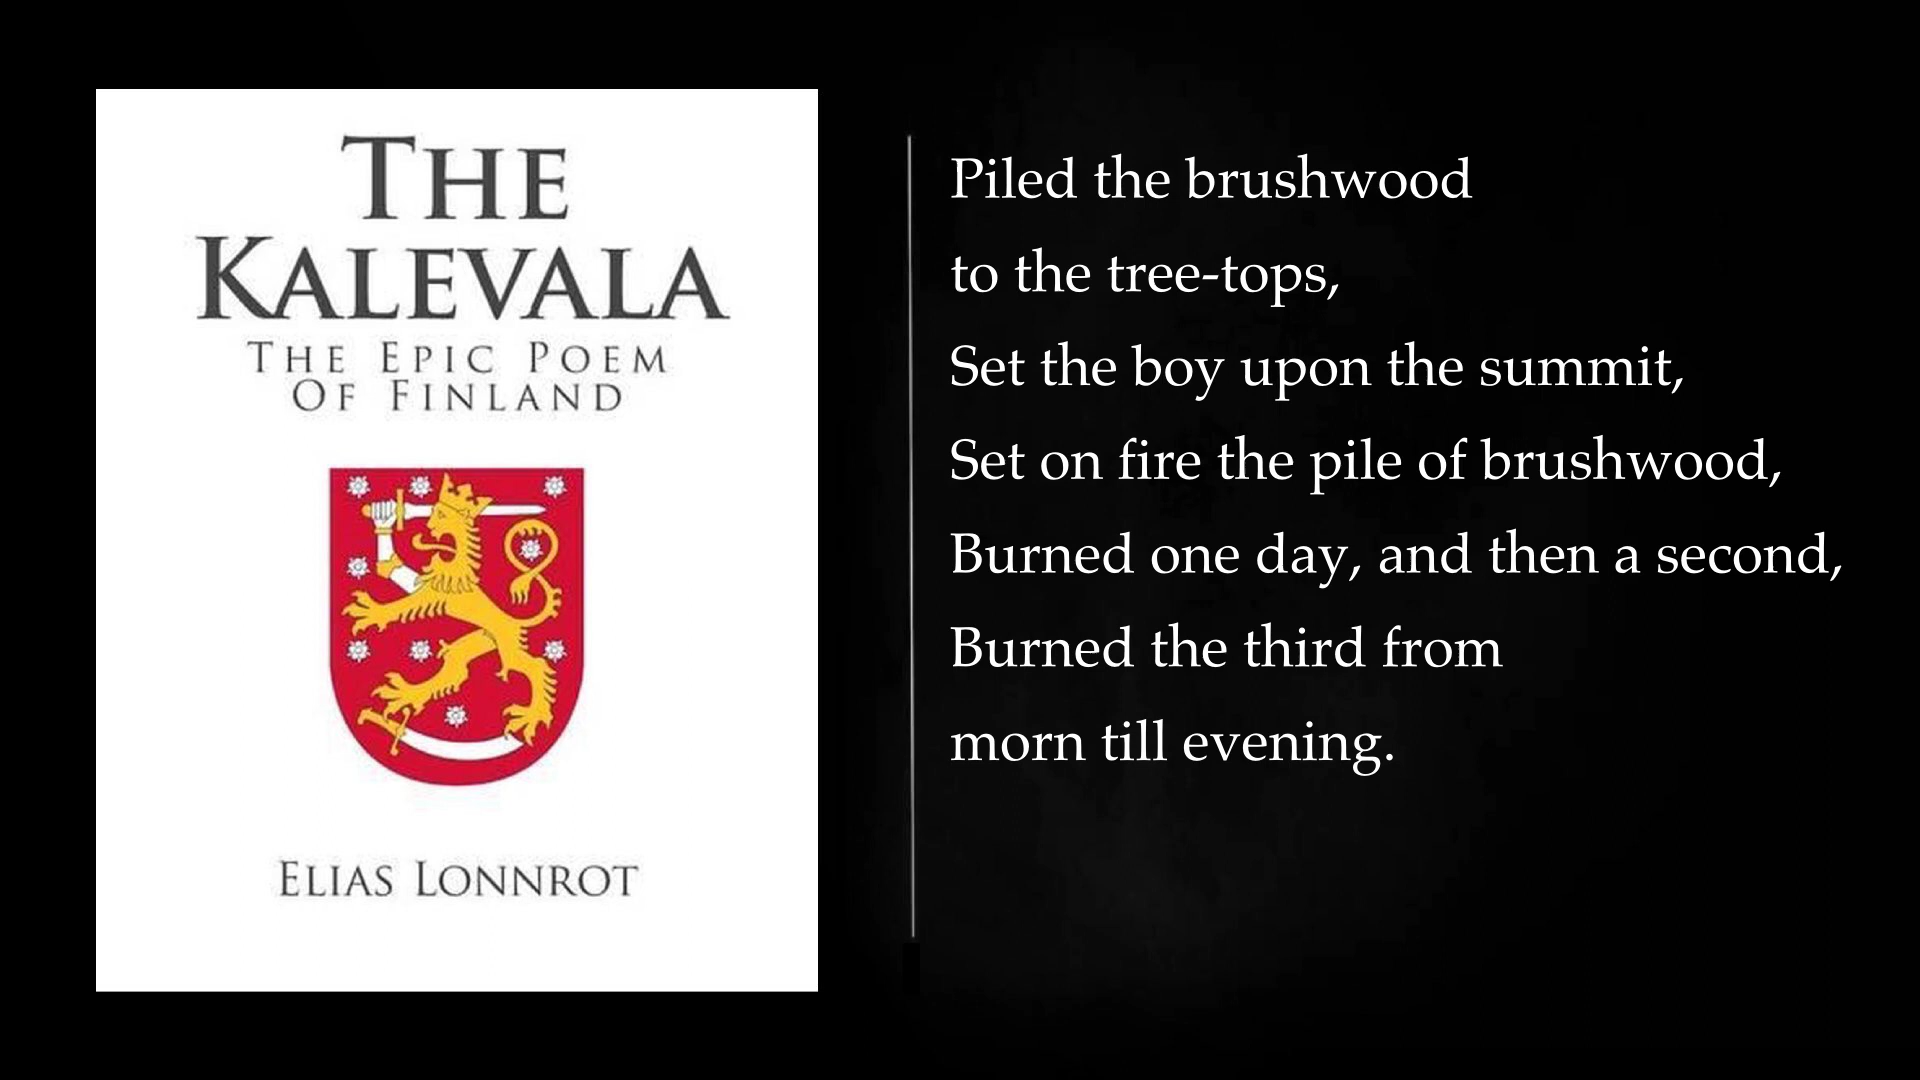 THE
KALEVALA
THE EPIC POEM
OF FINLAND
ELIAS LONNROT
Piled the brushwood
to the tree-tops,
Set the boy upon the summit,
Set on fire the pile of brushwood,
Burned one day, and then a second,
Burned the third from
morn till evening.